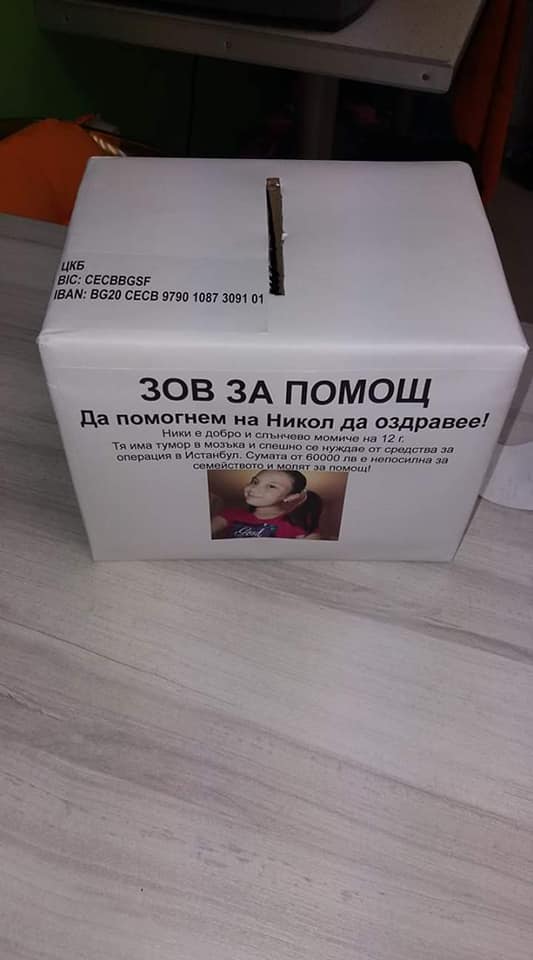 ЦКБ
BIC: CECBBGSF
IBAN: BG20 CECB 9790 1087 3091 01
ЗОВ ЗА ПОМОЩ
Да помогнем на Никол да оздравее!
Ники е добро и слънчево момиче на 12 г.
Тя има тумор в мозъка и спешно се нуждае от средства за
операция в Истанбул. Сумата от 60000 лв е непосилна за
семейството и молят за помощ!